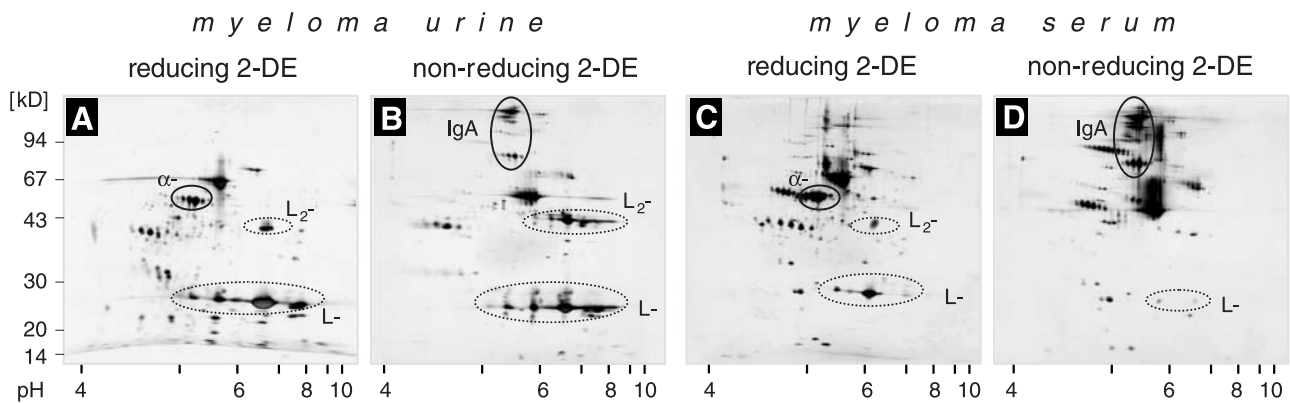 myeloma urine myeloma serum
reducing 2-DE non-reducing 2-DE reducing 2-DE non-reducing 2-DE
[kD] A B C D
94 IgA IgA
67 α- α-
43 L₂- L₂- L₂-
30
L- L- L- L-
20
14
pH 4 6 8 10 4 6 8 10 4 6 8 10 4 6 8 10